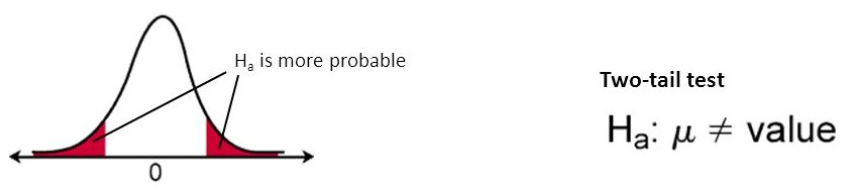 Hₐ is more probable
0
Two-tail test
Hₐ: μ ≠ value